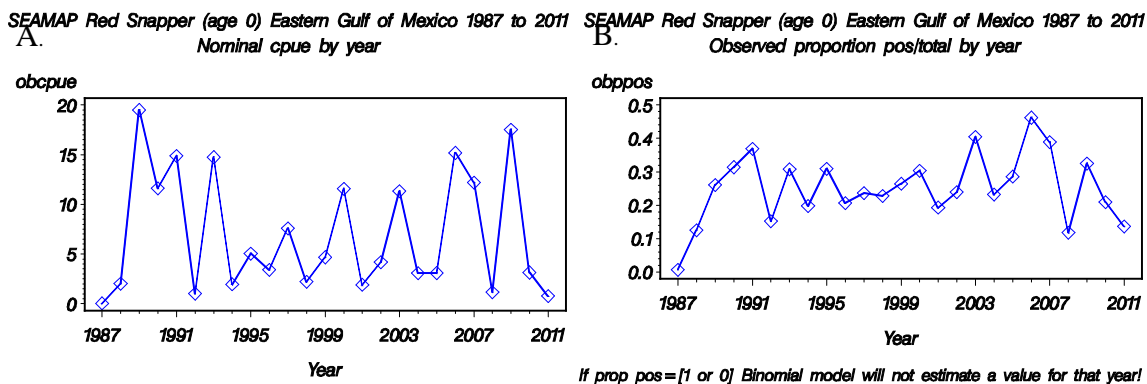 SEAMAP Red Snapper (age 0) Eastern Gulf of Mexico 1987 to 2011
A.
Nominal cpue by year
obcpue
20
15
10
5
0
1987 1991 1995 1999 2003 2007 2011
Year
SEAMAP Red Snapper (age 0) Eastern Gulf of Mexico 1987 to 2011
B.
Observed proportion pos/total by year
obppos
0.5
0.4
0.3
0.2
0.1
0.0
1987 1991 1995 1999 2003 2007 2011
Year
If prop pos=[1 or 0] Binomial model will not estimate a value for that year!